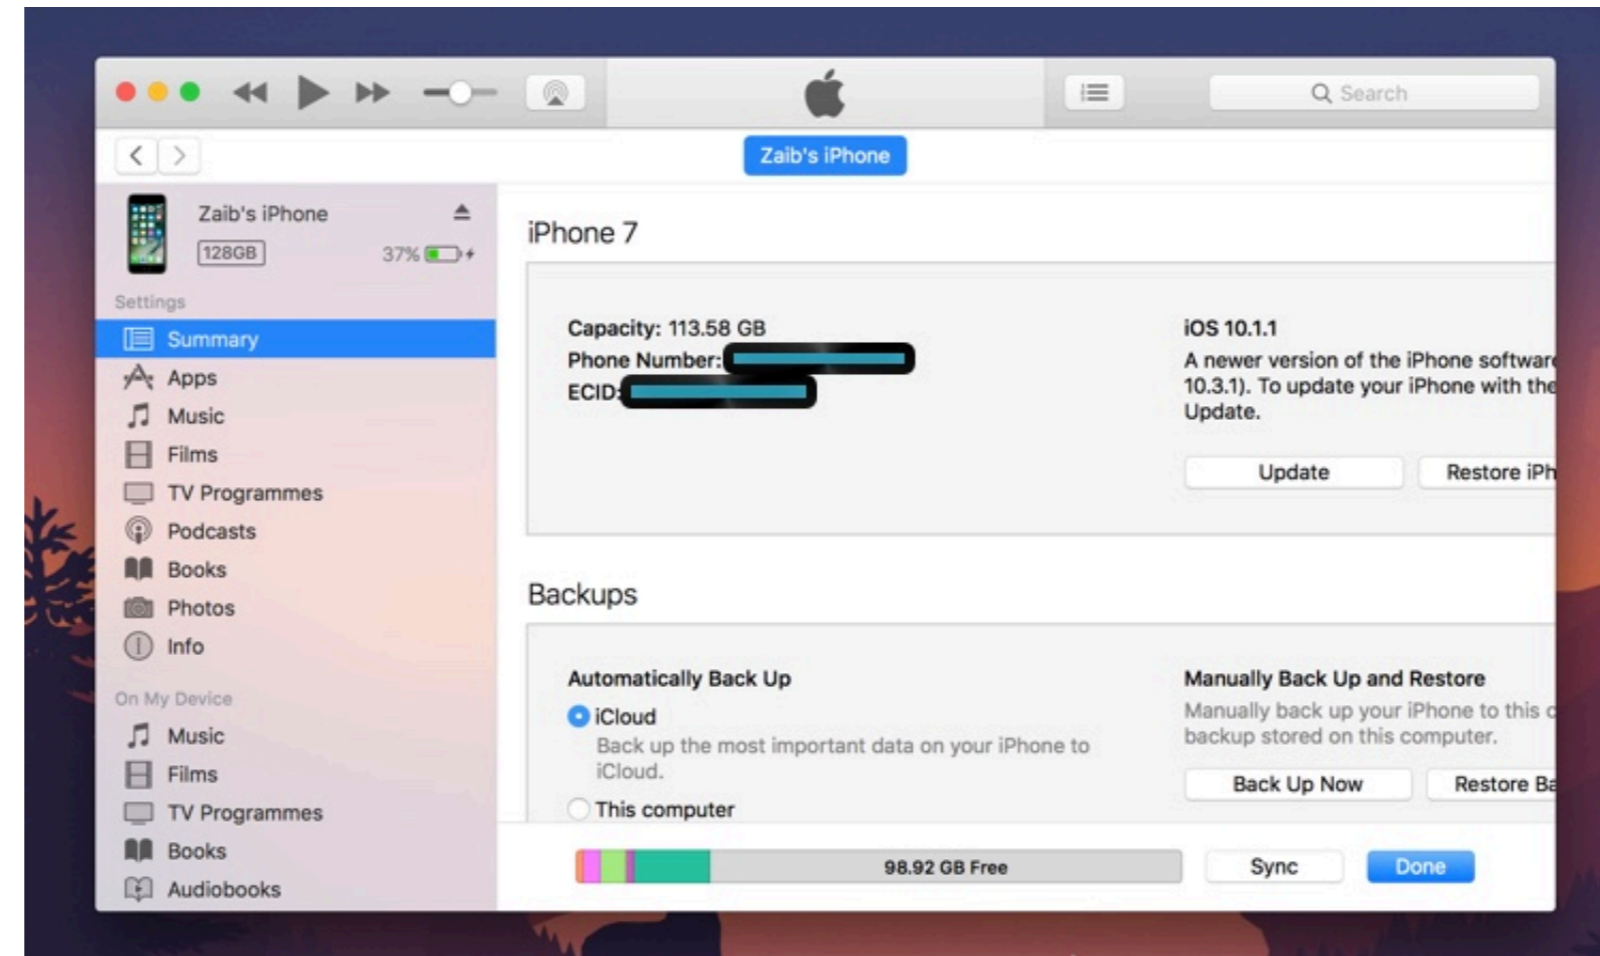 Search
Zaib's iPhone
Zaib's iPhone
128GB
37%
Settings
Summary
Apps
Music
Films
TV Programmes
Podcasts
Books
Photos
Info
On My Device
Music
Films
TV Programmes
Books
Audiobooks
iPhone 7
Capacity: 113.58 GB
Phone Number:
ECID:
iOS 10.1.1
A newer version of the iPhone softwar
10.3.1). To update your iPhone with the
Update.
Update
Restore iPh
Backups
Automatically Back Up
iCloud
Back up the most important data on your iPhone to
iCloud.
This computer
Manually Back Up and Restore
Manually back up your iPhone to this c
backup stored on this computer.
Back Up Now
Restore Ba
98.92 GB Free
Sync
Done